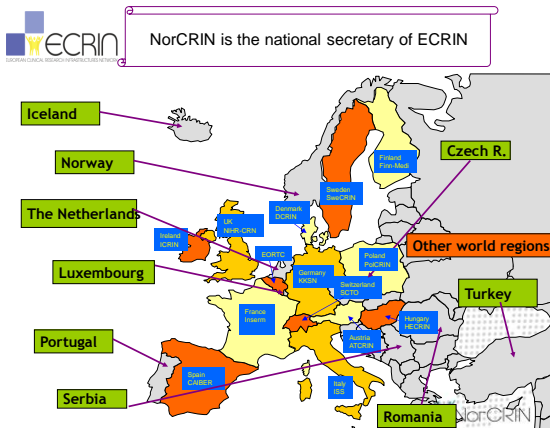 ECRIN
EUROPEAN CLINICAL RESEARCH INFRASTRUCTURES NETWORK
NorCRIN is the national secretary of ECRIN
Iceland
Norway
The Netherlands
Luxembourg
Portugal
Serbia
Czech R.
Other world regions
Turkey
Romania
Finland
Finn-Medi
Sweden
SweCRIN
Denmark
DCRIN
UK
NIHR-CRN
Ireland
ICRIN
EORTC
Poland
PolCRIN
Germany
KKSN
Switzerland
SCTO
France
Inserm
Hungary
HECRIN
Austria
ATCRIN
Spain
CAIBER
Italy
ISS
NorCRIN